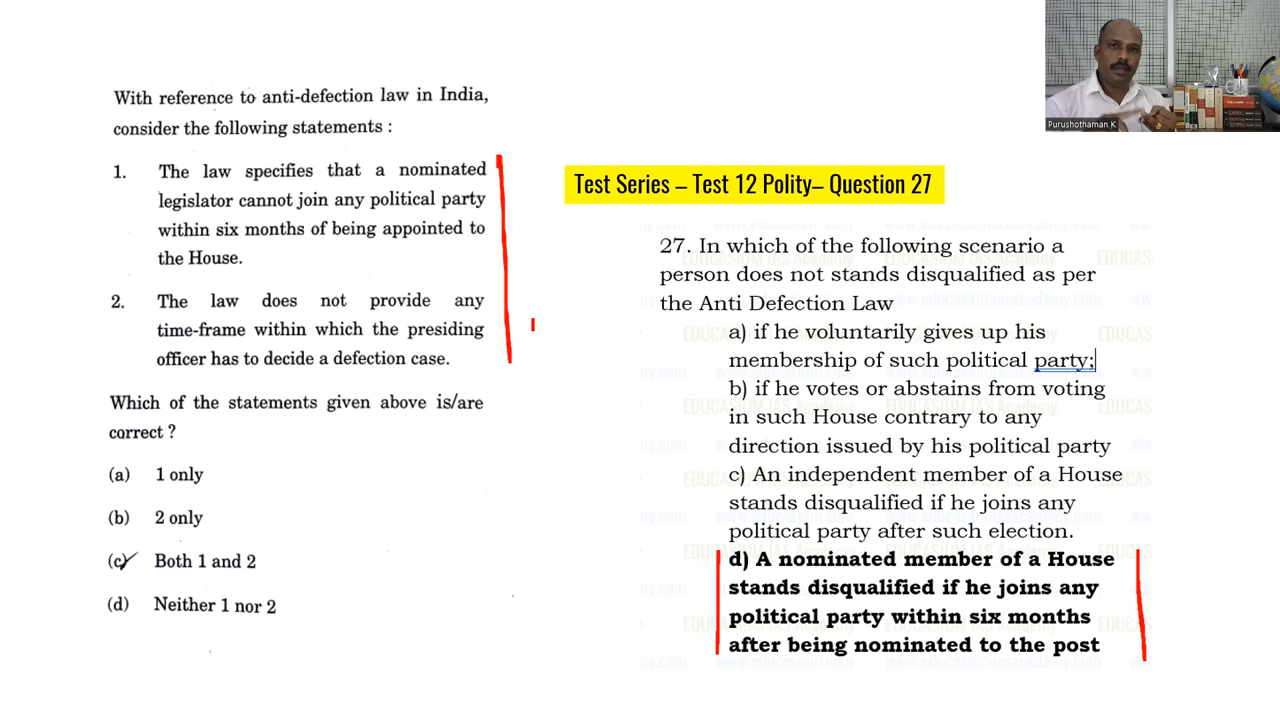 With reference to anti-defection law in India,
consider the following statements :
1. The law specifies that a nominated
legislator cannot join any political party
within six months of being appointed to
the House.
2. The law does not provide any
time-frame within which the presiding
officer has to decide a defection case.
Which of the statements given above is/are
correct ?
(a) 1 only
(b) 2 only
(c) Both 1 and 2
(d) Neither 1 nor 2
Purushothaman K
Test Series – Test 12 Polity– Question 27
27. In which of the following scenario a
person does not stands disqualified as per
the Anti Defection Law
a) if he voluntarily gives up his
membership of such political party;
b) if he votes or abstains from voting
in such House contrary to any
direction issued by his political party
c) An independent member of a House
stands disqualified if he joins any
political party after such election.
d) A nominated member of a House
stands disqualified if he joins any
political party within six months
after being nominated to the post